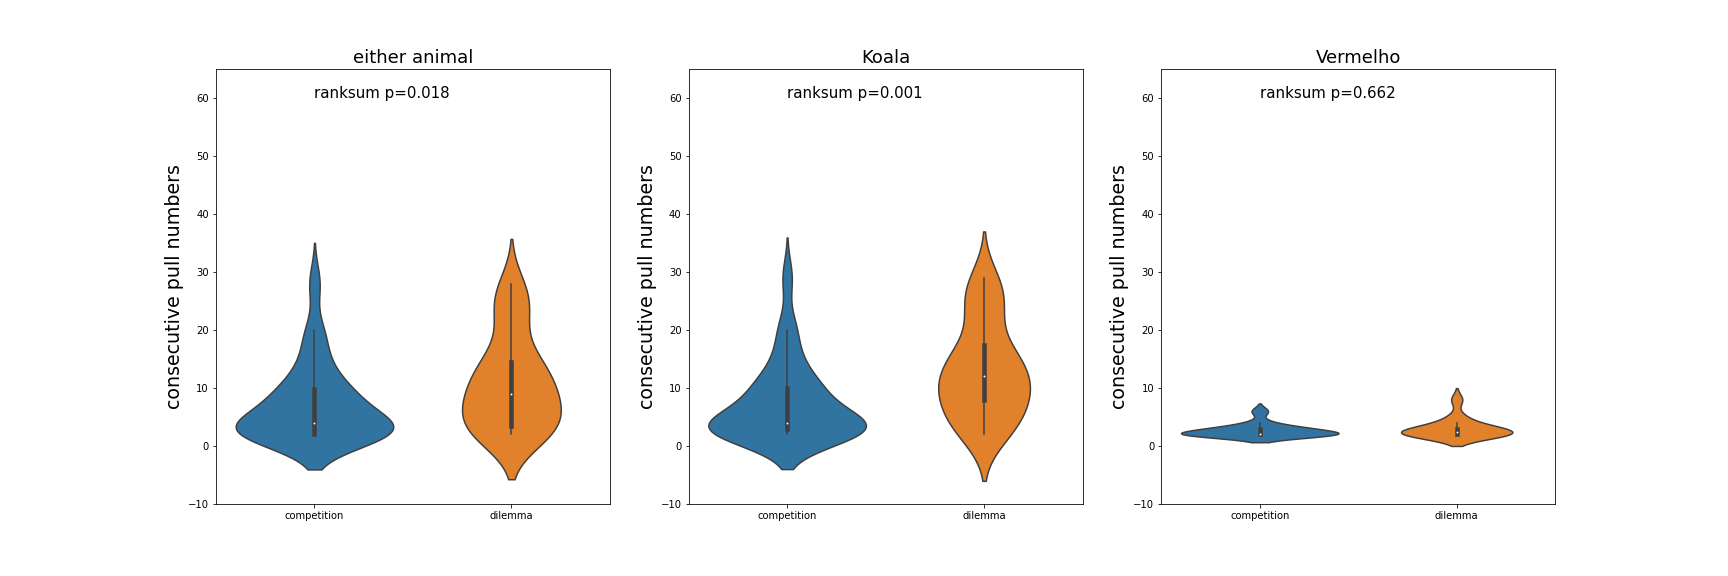 either animal
ranksum p=0.018
consecutive pull numbers
60
50
40
30
20
10
0
−10
competition dilemma
Koala
ranksum p=0.001
consecutive pull numbers
60
50
40
30
20
10
0
−10
competition dilemma
Vermelho
ranksum p=0.662
consecutive pull numbers
60
50
40
30
20
10
0
−10
competition dilemma